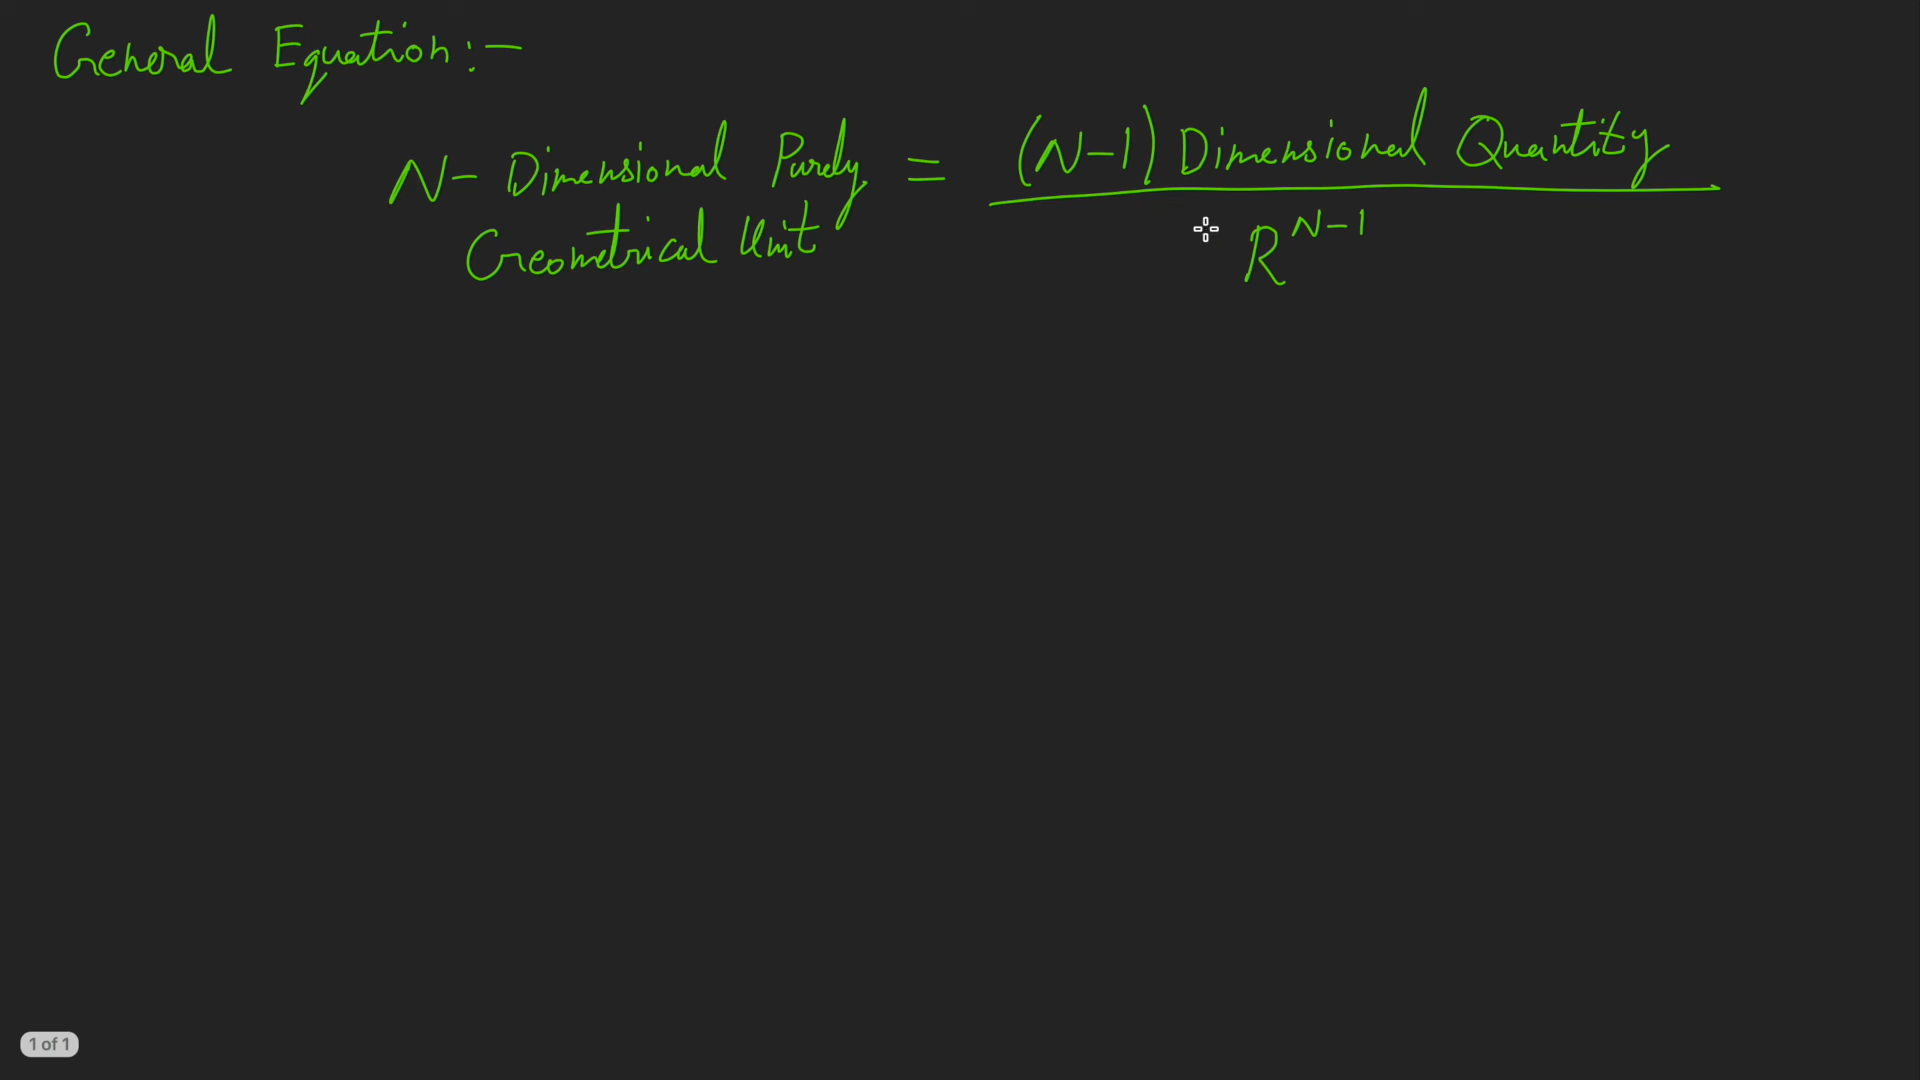 General Equation:-
N- Dimensional Purely = (N-1) Dimensional Quantity
Geometrical Unit R^{N-1}
1 of 1